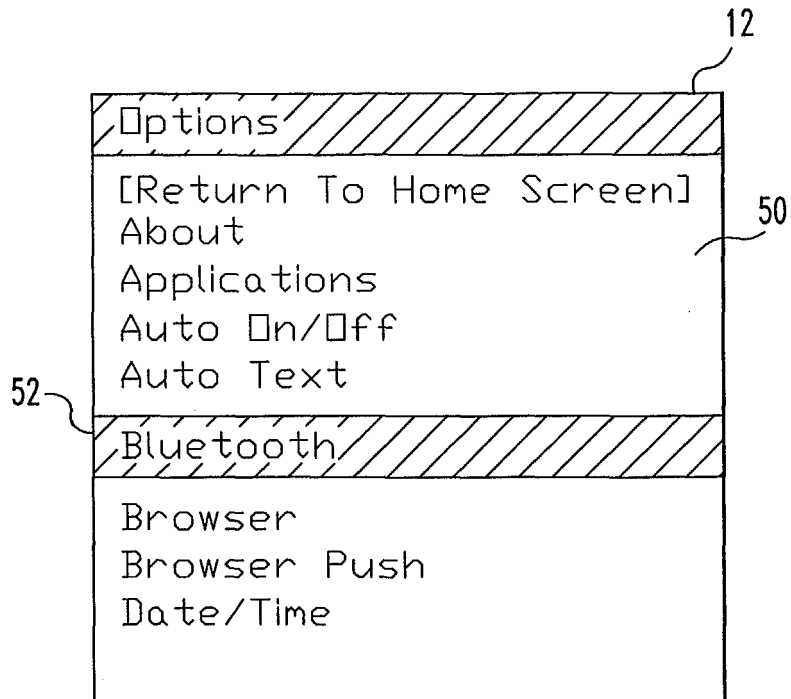 12
Options
[Return To Home Screen]
50
About
Applications
Auto On/Off
Auto Text
52
Bluetooth
Browser
Browser Push
Date/Time